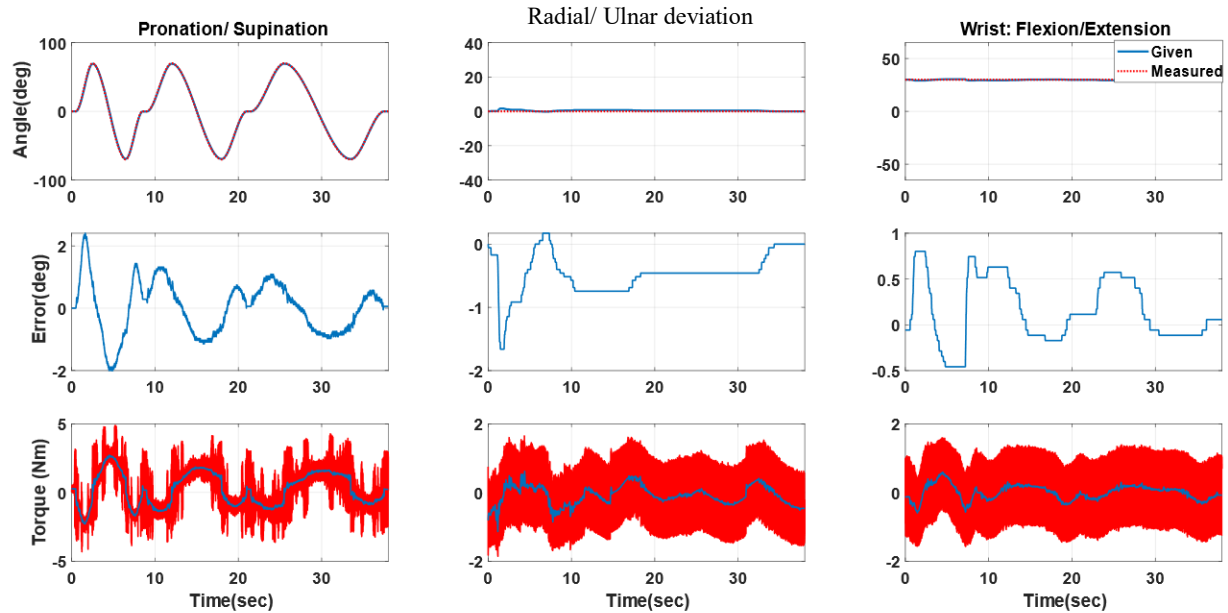 Pronation/ Supination
Radial/ Ulnar deviation
Wrist: Flexion/Extension
Given
Measured
Angle(deg)
100
0
-100
0 10 20 30
40
20
0
-20
-40
0 10 20 30
50
0
-50
0 10 20 30
Error(deg)
2
0
-2
0 10 20 30
0
-1
-2
0 10 20 30
1
0.5
0
-0.5
0 10 20 30
Torque (Nm)
5
0
-5
0 10 20 30
Time(sec)
2
0
-2
0 10 20 30
Time(sec)
2
0
-2
0 10 20 30
Time(sec)